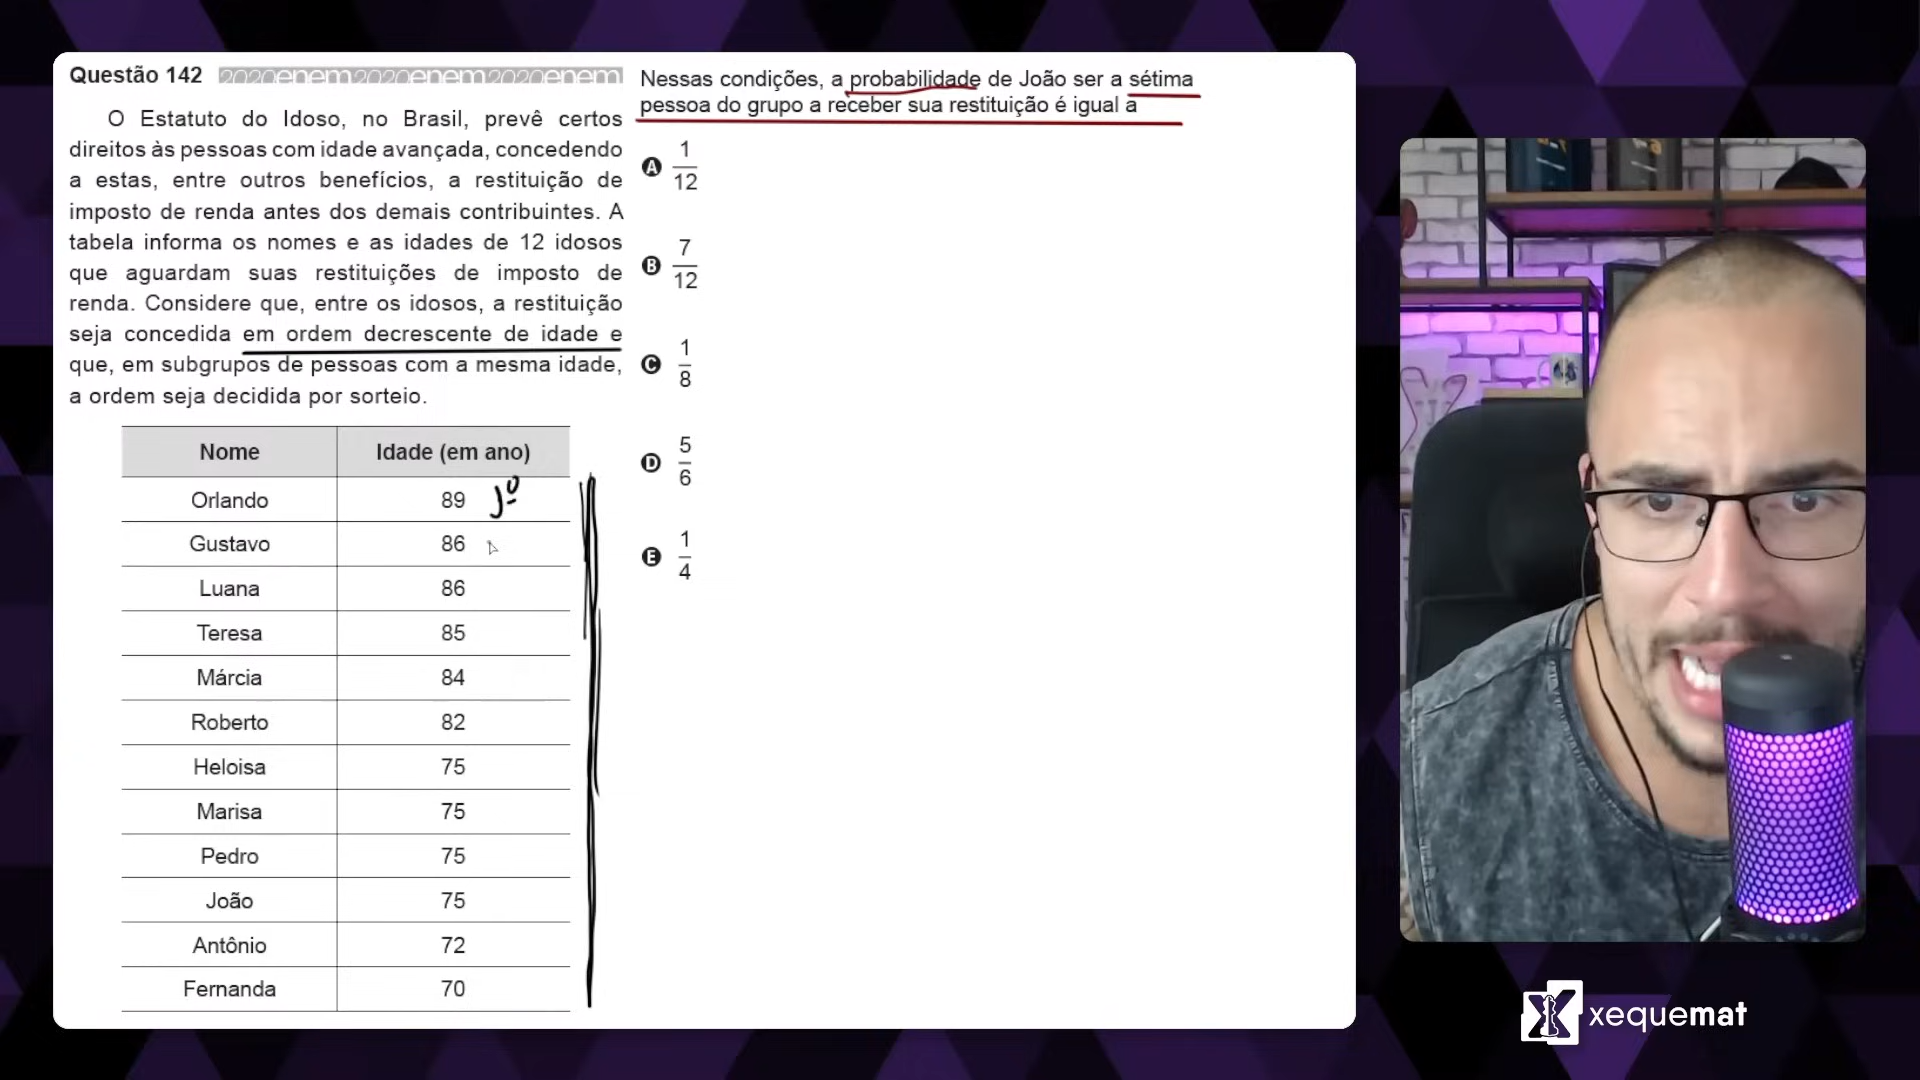 Questão 142 2020enem2020enem2020enem
O Estatuto do Idoso, no Brasil, prevê certos
direitos às pessoas com idade avançada, concedendo
a estas, entre outros benefícios, a restituição de
imposto de renda antes dos demais contribuintes. A
tabela informa os nomes e as idades de 12 idosos
que aguardam suas restituições de imposto de
renda. Considere que, entre os idosos, a restituição
seja concedida em ordem decrescente de idade e
que, em subgrupos de pessoas com a mesma idade,
a ordem seja decidida por sorteio.
Nome Idade (em ano)
Orlando 89 1º
Gustavo 86
Luana 86
Teresa 85
Márcia 84
Roberto 82
Heloisa 75
Marisa 75
Pedro 75
João 75
Antônio 72
Fernanda 70
Nessas condições, a probabilidade de João ser a sétima
pessoa do grupo a receber sua restituição é igual a
A 1/12
B 7/12
C 1/8
D 5/6
E 1/4
xequemat